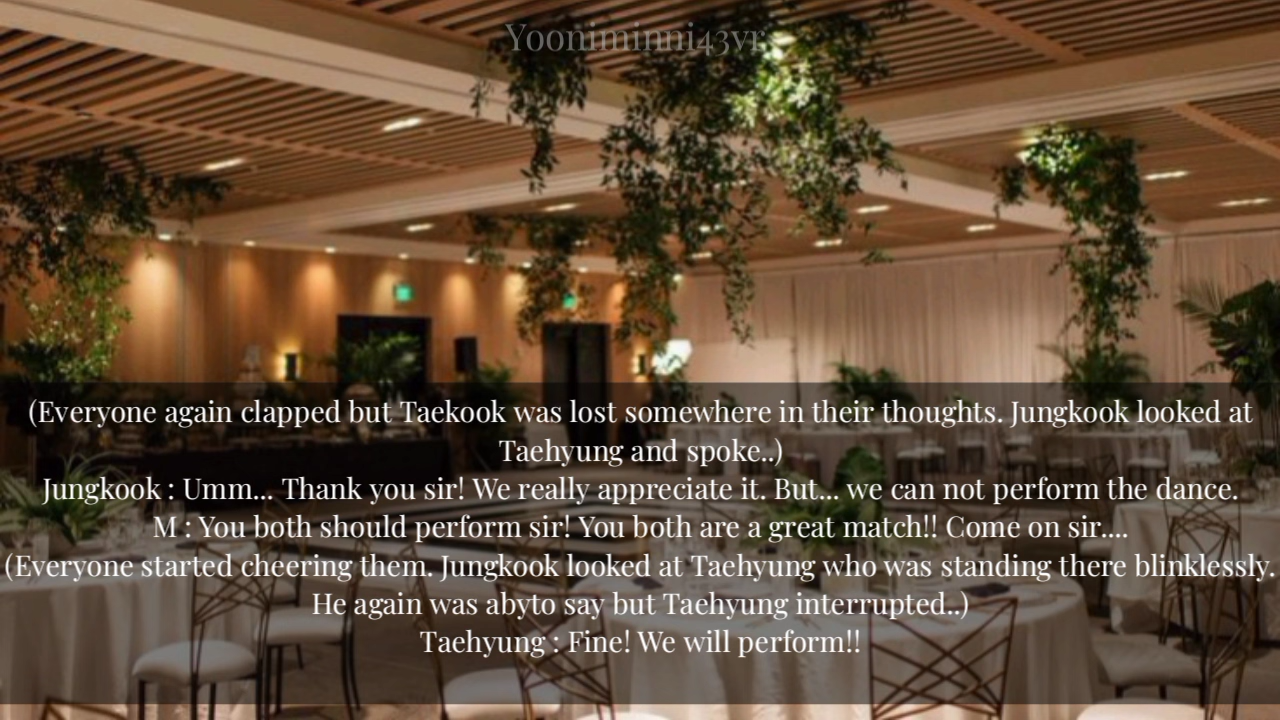 Yooniminni43vr
(Everyone again clapped but Taekook was lost somewhere in their thoughts. Jungkook looked at
Taehyung and spoke..)
Jungkook : Umm... Thank you sir! We really appreciate it. But... we can not perform the dance.
M : You both should perform sir! You both are a great match!! Come on sir....
(Everyone started cheering them. Jungkook looked at Taehyung who was standing there blinklessly.
He again was abyto say but Taehyung interrupted..)
Taehyung : Fine! We will perform!!